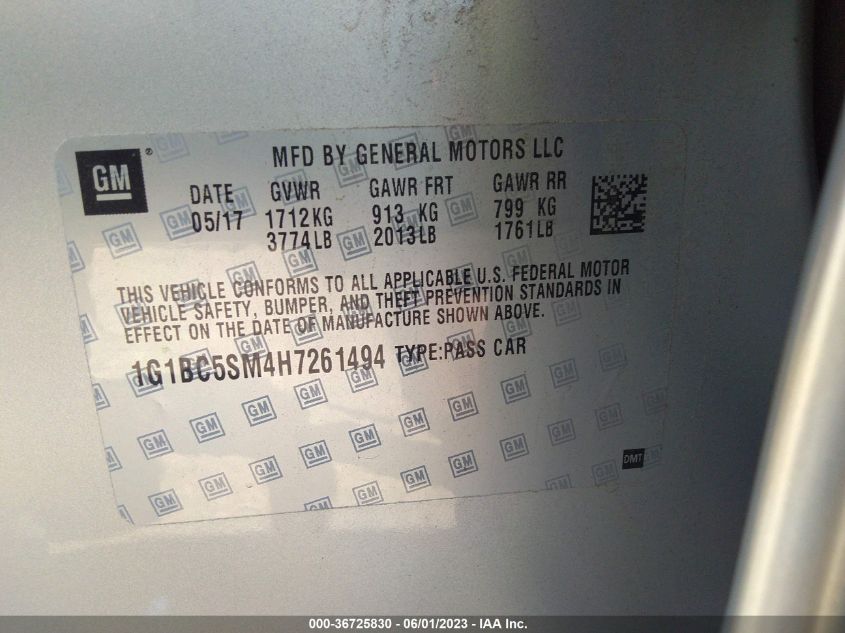 GM
MFD BY GENERAL MOTORS LLC
DATE GVWR GAWR FRT GAWR RR
05/17 1712KG 913 KG 799 KG
3774LB 2013LB 1761LB
THIS VEHICLE CONFORMS TO ALL APPLICABLE U.S. FEDERAL MOTOR
VEHICLE SAFETY, BUMPER, AND THEFT PREVENTION STANDARDS IN
EFFECT ON THE DATE OF MANUFACTURE SHOWN ABOVE.
1G1BC5SM4H7261494 TYPE:PASS CAR
DMT
000-36725830 - 06/01/2023 - IAA Inc.